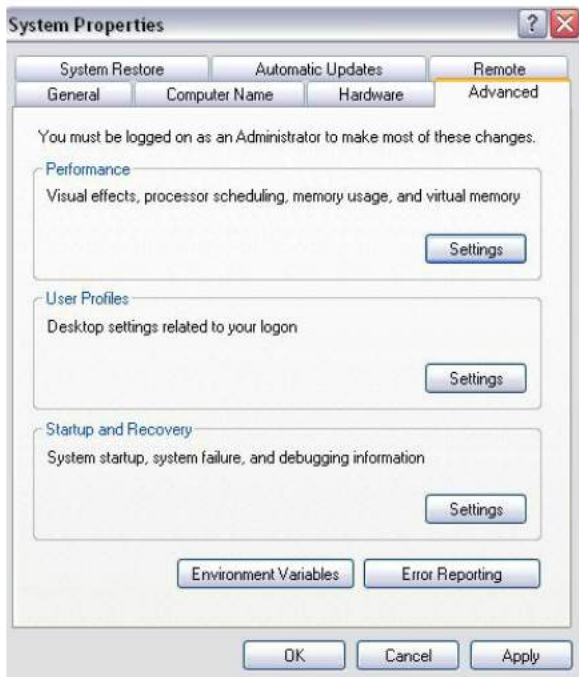 System Properties
System Restore Automatic Updates Remote
General Computer Name Hardware Advanced
You must be logged on as an Administrator to make most of these changes.
Performance
Visual effects, processor scheduling, memory usage, and virtual memory
Settings
User Profiles
Desktop settings related to your logon
Settings
Startup and Recovery
System startup, system failure, and debugging information
Settings
Environment Variables Error Reporting
OK Cancel Apply